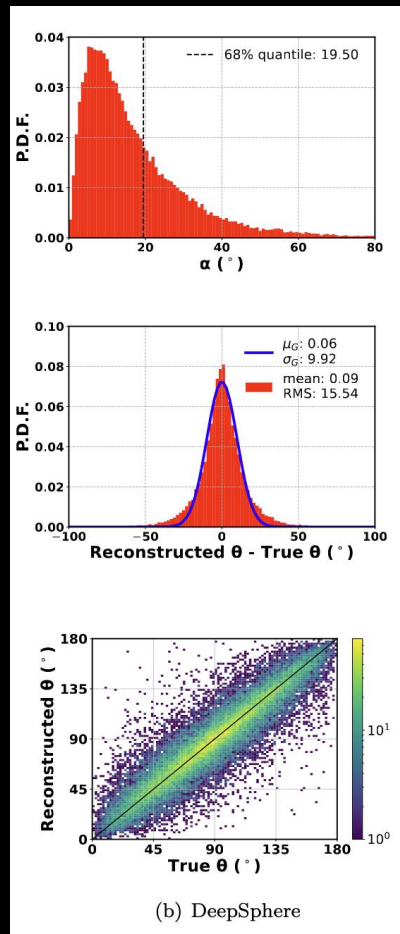 0.04
0.03
0.02
0.01
0.00
P.D.F.
68% quantile: 19.50
0 20 40 60 80
α (°)
0.10
0.08
0.06
0.04
0.02
0.00
P.D.F.
μG: 0.06
σG: 9.92
mean: 0.09
RMS: 15.54
−100 −50 0 50 100
Reconstructed θ - True θ (°)
180
135
90
45
0
Reconstructed θ (°)
0 45 90 135 180
True θ (°)
10¹
10⁰
(b) DeepSphere